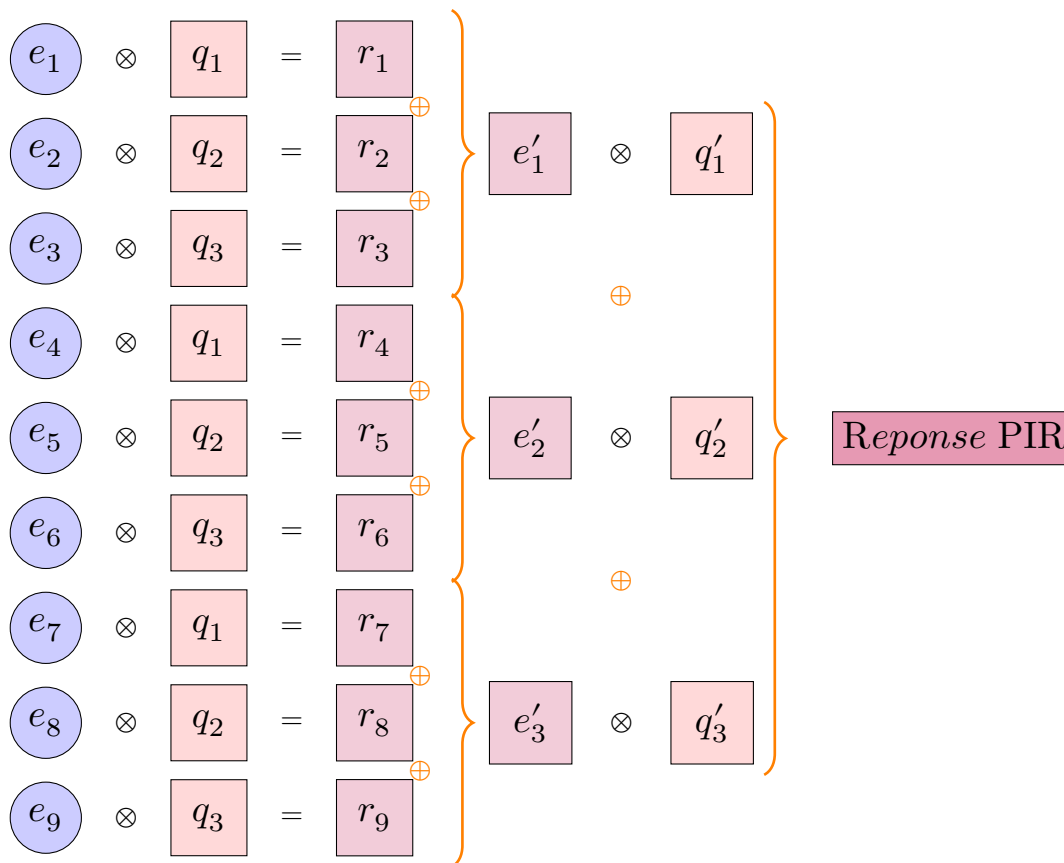 e₁ ⊗ q₁ = r₁
⊕
e₂ ⊗ q₂ = r₂ e′₁ ⊗ q′₁
⊕
e₃ ⊗ q₃ = r₃
⊕
e₄ ⊗ q₁ = r₄
⊕
e₅ ⊗ q₂ = r₅ e′₂ ⊗ q′₂ Reponse PIR
⊕
e₆ ⊗ q₃ = r₆
⊕
e₇ ⊗ q₁ = r₇
⊕
e₈ ⊗ q₂ = r₈ e′₃ ⊗ q′₃
⊕
e₉ ⊗ q₃ = r₉